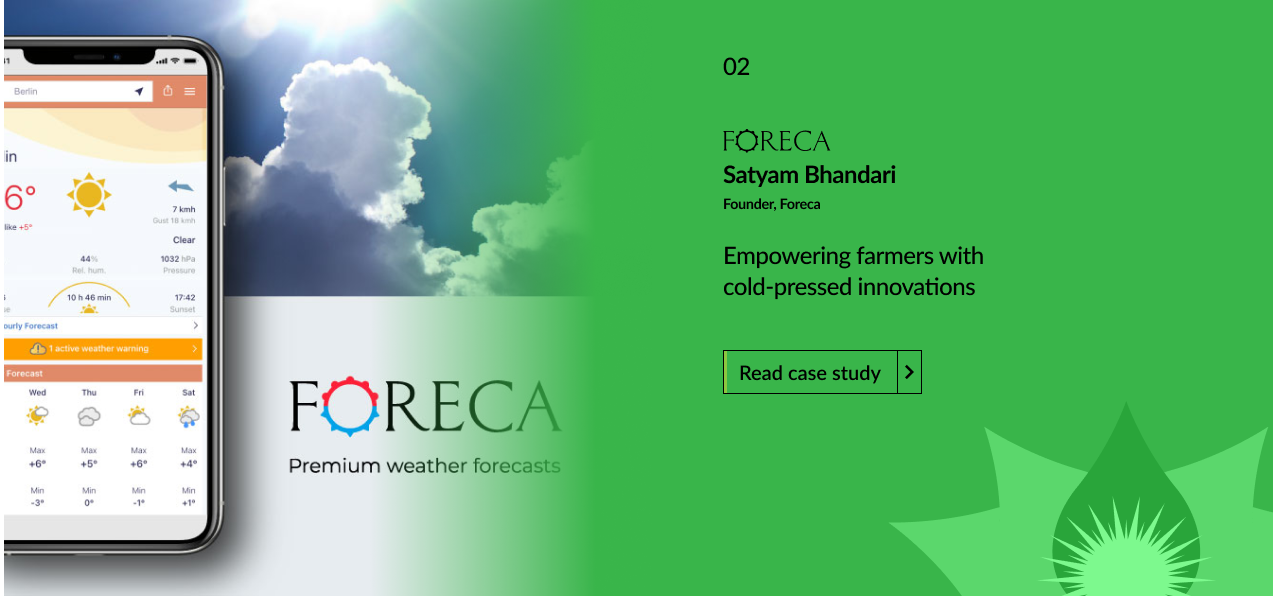 Berlin
lin
6°
like +5°
7 kmh
Gust 18 kmh
Clear
44%
Rel. hum.
1032 hPa
Pressure
10 h 46 min
17:42
Sunset
ourly Forecast
1 active weather warning
Forecast
Wed Thu Fri Sat
Max Max Max Max
+6° +5° +6° +4°
Min Min Min Min
-3° 0° -1° +1°
FORECA
Premium weather forecasts
02
FORECA
Satyam Bhandari
Founder, Foreca
Empowering farmers with
cold-pressed innovations
Read case study